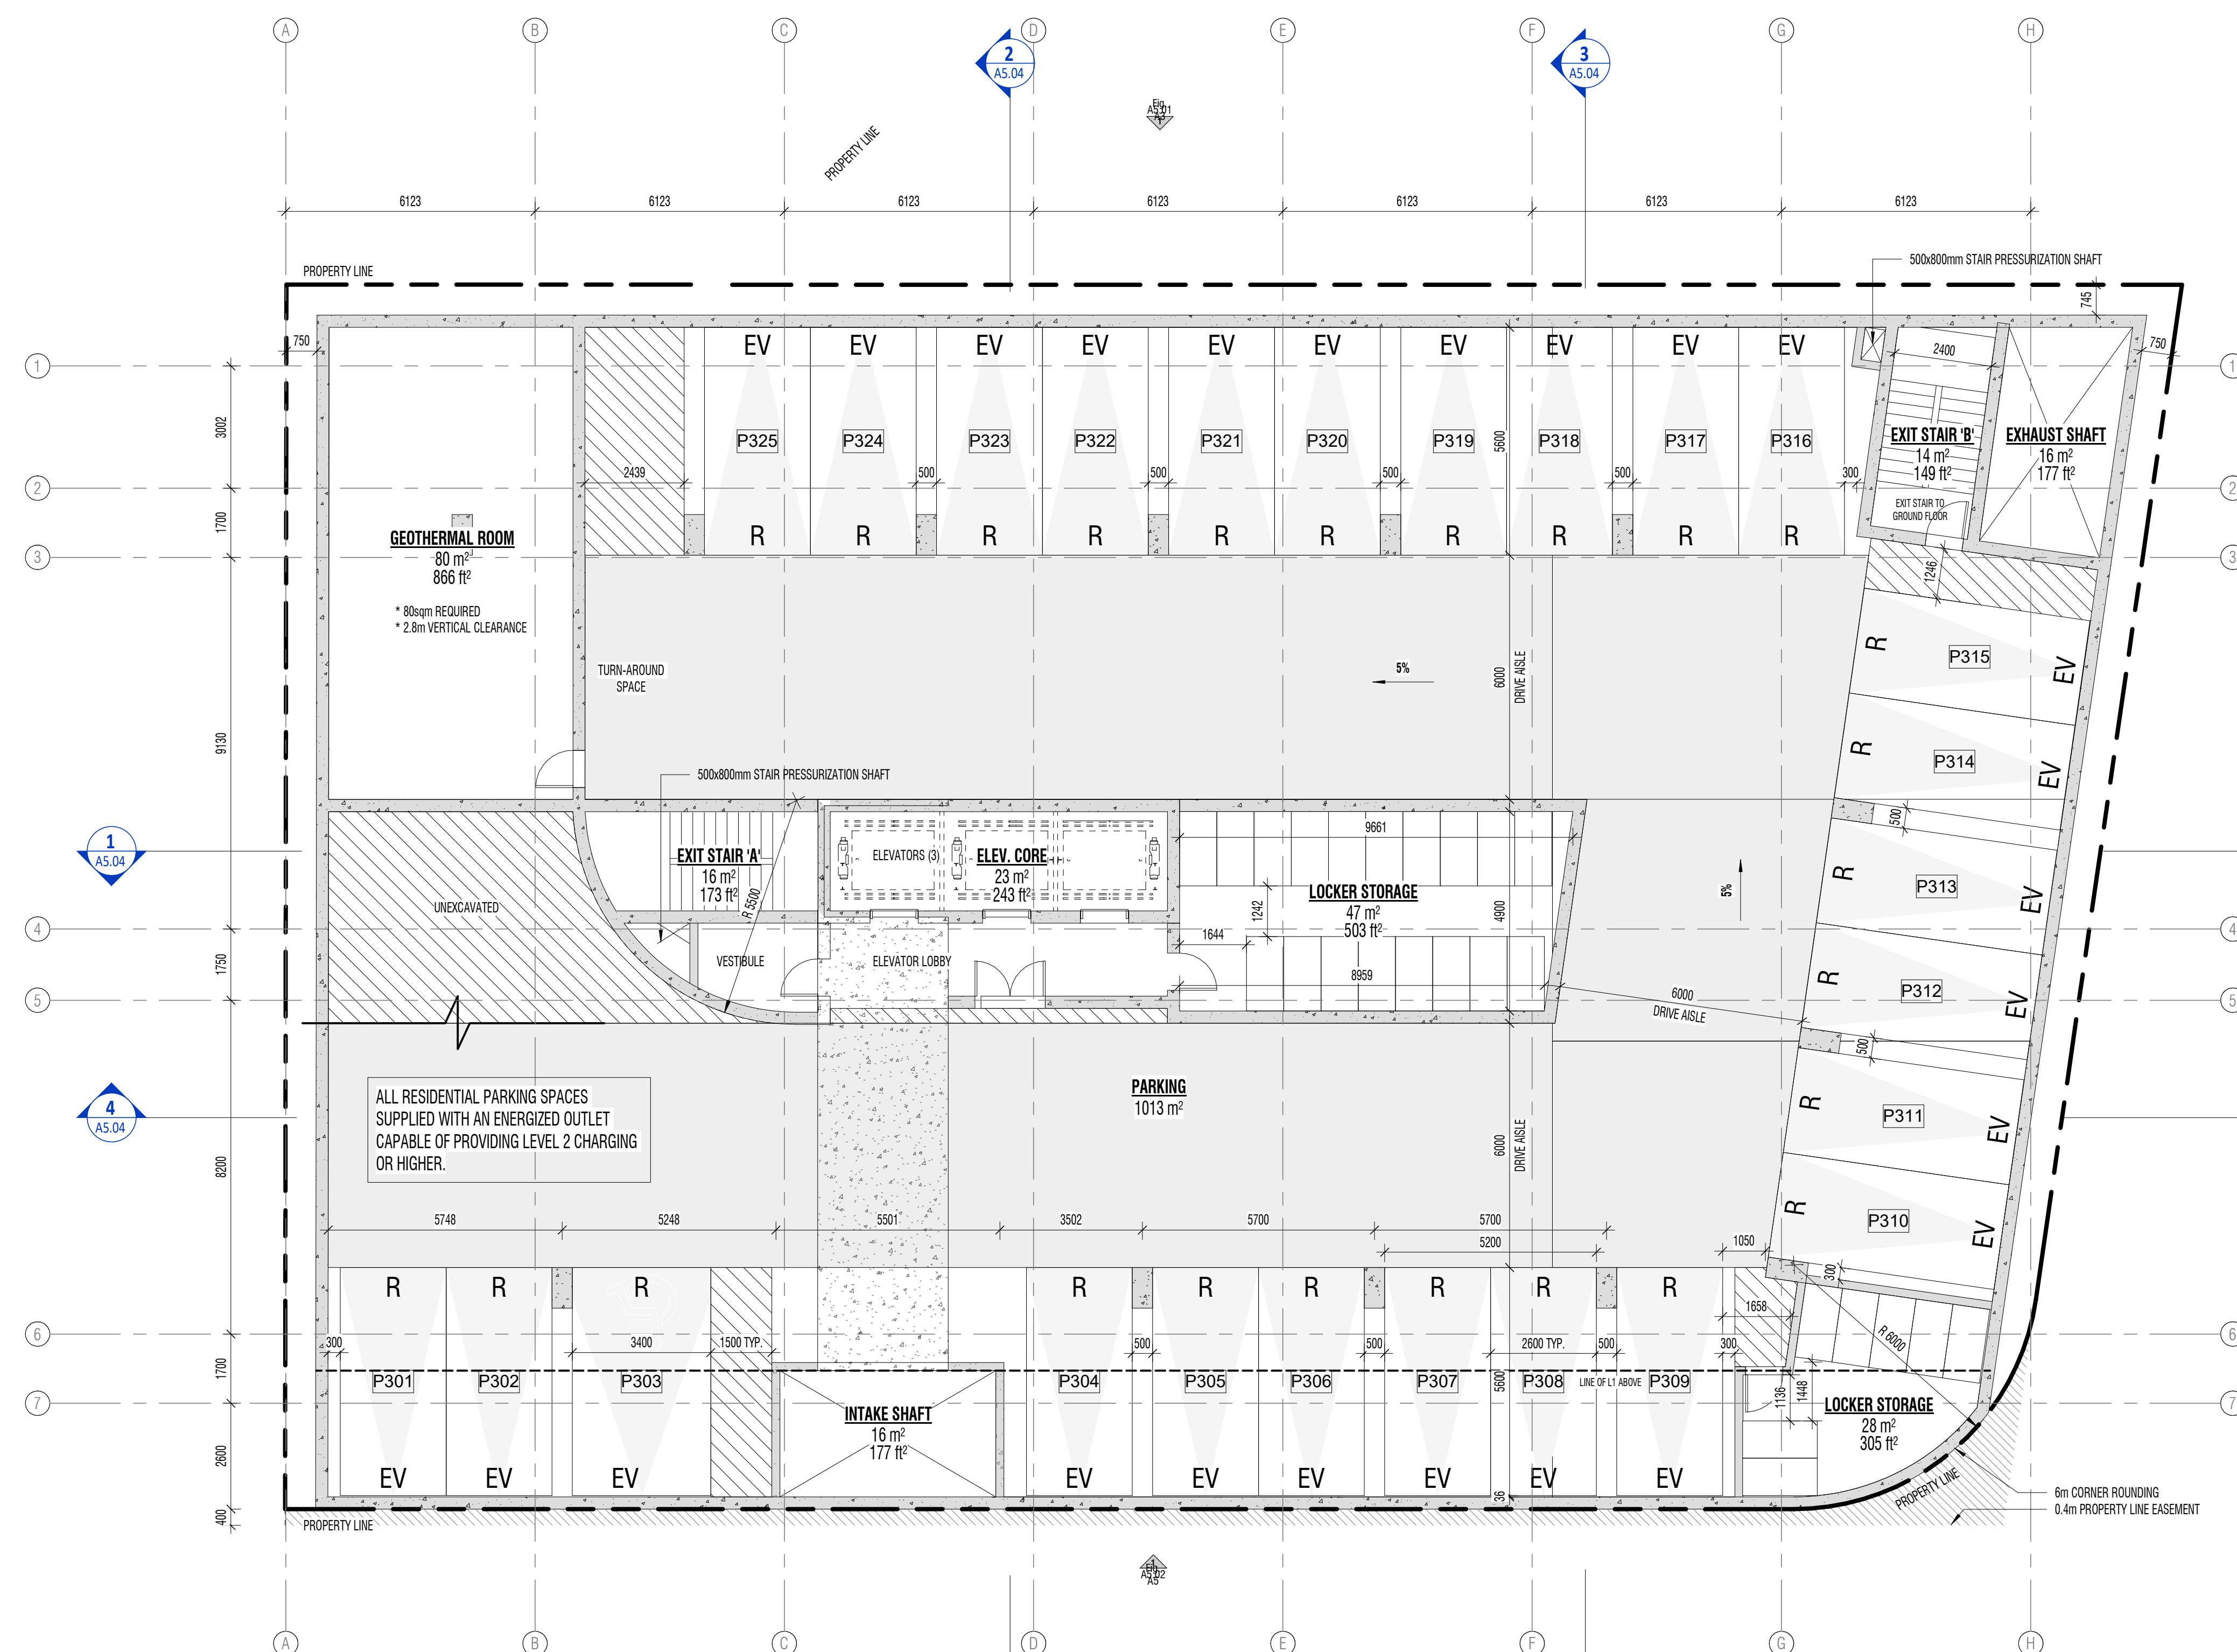 A
B
C
D
E
F
G
H
2
A5.04
3
A5.04
A5.01
A3
PROPERTY LINE
6123
6123
6123
6123
6123
6123
6123
PROPERTY LINE
500x800mm STAIR PRESSURIZATION SHAFT
745
750
750
1
1
2400
EV
EV
EV
EV
EV
EV
EV
EV
EV
EV
3002
P325
P324
P323
P322
P321
P320
P319
P318
P317
P316
5600
EXIT STAIR 'B'
14 m²
149 ft²
EXHAUST SHAFT
16 m²
177 ft²
2439
500
500
500
500
300
2
2
EXIT STAIR TO
GROUND FLOOR
1700
R
R
R
R
R
R
R
R
R
R
GEOTHERMAL ROOM
80 m²
866 ft²
* 80sqm REQUIRED
* 2.8m VERTICAL CLEARANCE
3
3
1246
R
P315
EV
TURN-AROUND
SPACE
5%
6000
DRIVE AISLE
9130
R
P314
EV
500x800mm STAIR PRESSURIZATION SHAFT
500
1
A5.04
EXIT STAIR 'A'
16 m²
173 ft²
R 5500
ELEVATORS (3)
ELEV. CORE
23 m²
243 ft²
9661
LOCKER STORAGE
47 m²
503 ft²
1242
1644
8959
4900
5%
R
P313
EV
UNEXCAVATED
4
4
1750
VESTIBULE
ELEVATOR LOBBY
R
P312
EV
5
5
6000
DRIVE AISLE
500
4
A5.04
ALL RESIDENTIAL PARKING SPACES
SUPPLIED WITH AN ENERGIZED OUTLET
CAPABLE OF PROVIDING LEVEL 2 CHARGING
OR HIGHER.
PARKING
1013 m²
6000
DRIVE AISLE
R
P311
EV
8200
R
P310
EV
5748
5248
5501
3502
5700
5700
5200
1050
300
R
R
R
R
R
R
R
R
R
1658
R 6000
6
6
300
3400
1500 TYP.
500
500
2600 TYP.
500
300
1700
P301
P302
P303
P304
P305
P306
P307
P308
LINE OF L1 ABOVE
P309
5600
1136
1448
7
7
INTAKE SHAFT
16 m²
177 ft²
LOCKER STORAGE
28 m²
305 ft²
2600
EV
EV
EV
EV
EV
EV
EV
EV
EV
36
PROPERTY LINE
6m CORNER ROUNDING
0.4m PROPERTY LINE EASEMENT
400
PROPERTY LINE
1
A5.02
A5
A
B
C
D
E
F
G
H